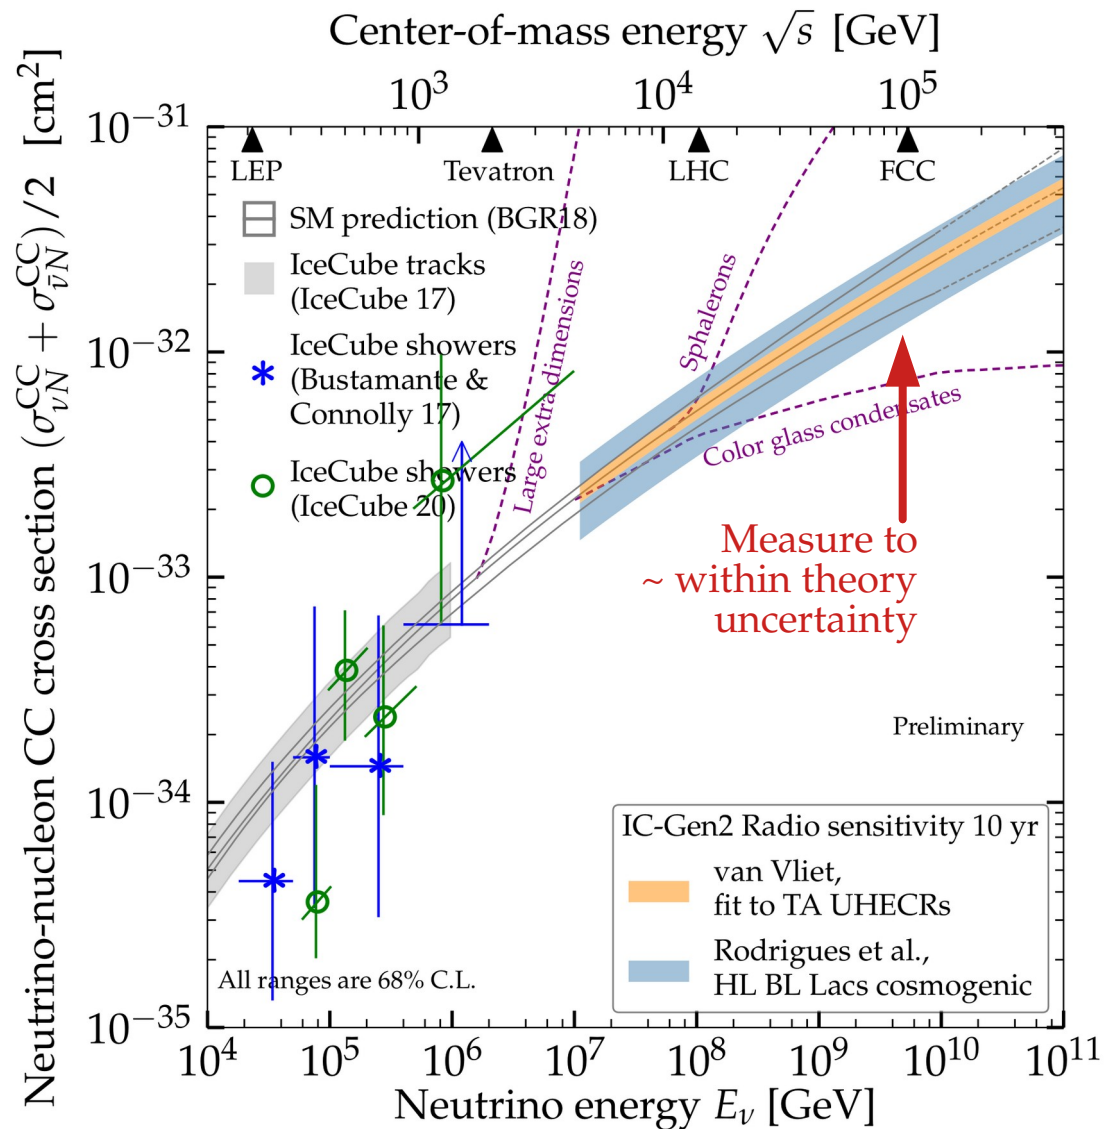 Center-of-mass energy √s [GeV]
10³ 10⁴ 10⁵
Neutrino-nucleon CC cross section (σ^CC_νN + σ^CC_ν̄N)/2 [cm²]
10⁻³¹
10⁻³²
10⁻³³
10⁻³⁴
10⁻³⁵
LEP Tevatron LHC FCC
SM prediction (BGR18)
IceCube tracks
(IceCube 17)
IceCube showers
(Bustamante &
Connolly 17)
IceCube showers
(IceCube 20)
Large extra dimensions
Sphalerons
Color glass condensates
Measure to
~ within theory
uncertainty
Preliminary
IC-Gen2 Radio sensitivity 10 yr
van Vliet,
fit to TA UHECRs
Rodrigues et al.,
HL BL Lacs cosmogenic
All ranges are 68% C.L.
10⁴ 10⁵ 10⁶ 10⁷ 10⁸ 10⁹ 10¹⁰ 10¹¹
Neutrino energy E_ν [GeV]